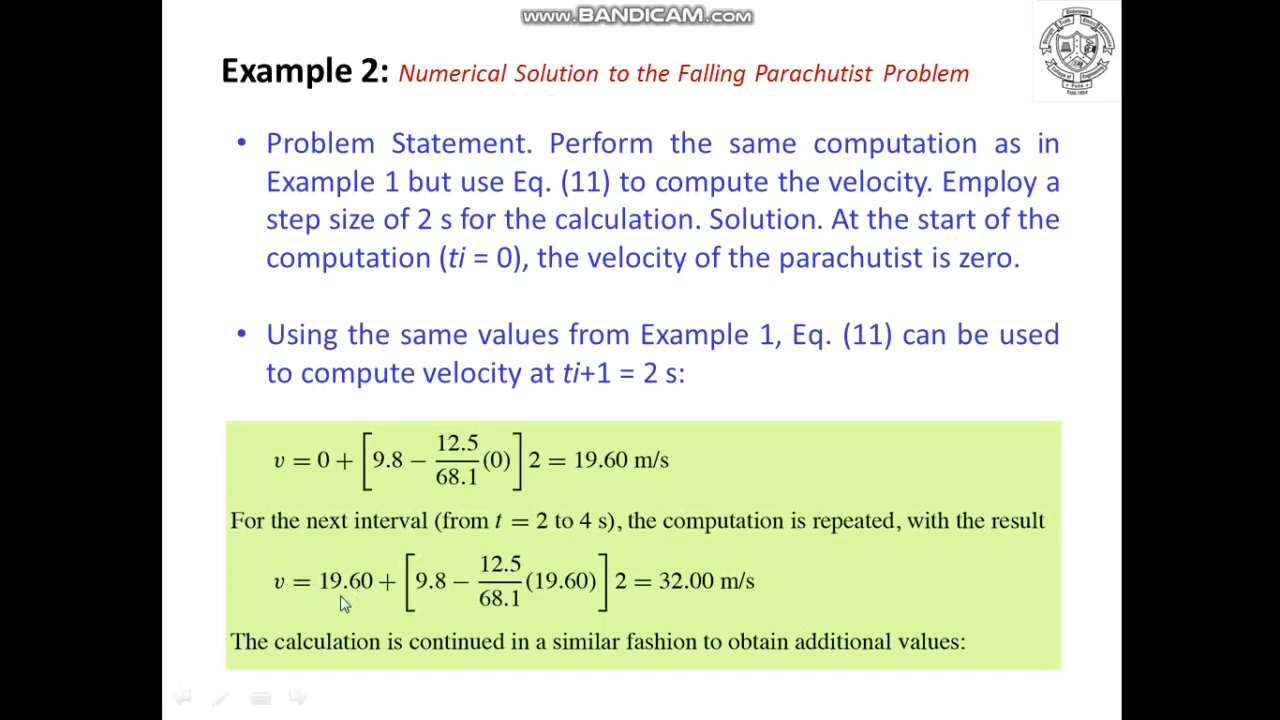 www.BANDICAM.com
Example 2: Numerical Solution to the Falling Parachutist Problem
• Problem Statement. Perform the same computation as in
Example 1 but use Eq. (11) to compute the velocity. Employ a
step size of 2 s for the calculation. Solution. At the start of the
computation (ti = 0), the velocity of the parachutist is zero.
• Using the same values from Example 1, Eq. (11) can be used
to compute velocity at ti+1 = 2 s:
v = 0 + [9.8 − 12.5/68.1 (0)] 2 = 19.60 m/s
For the next interval (from t = 2 to 4 s), the computation is repeated, with the result
v = 19.60 + [9.8 − 12.5/68.1 (19.60)] 2 = 32.00 m/s
The calculation is continued in a similar fashion to obtain additional values: